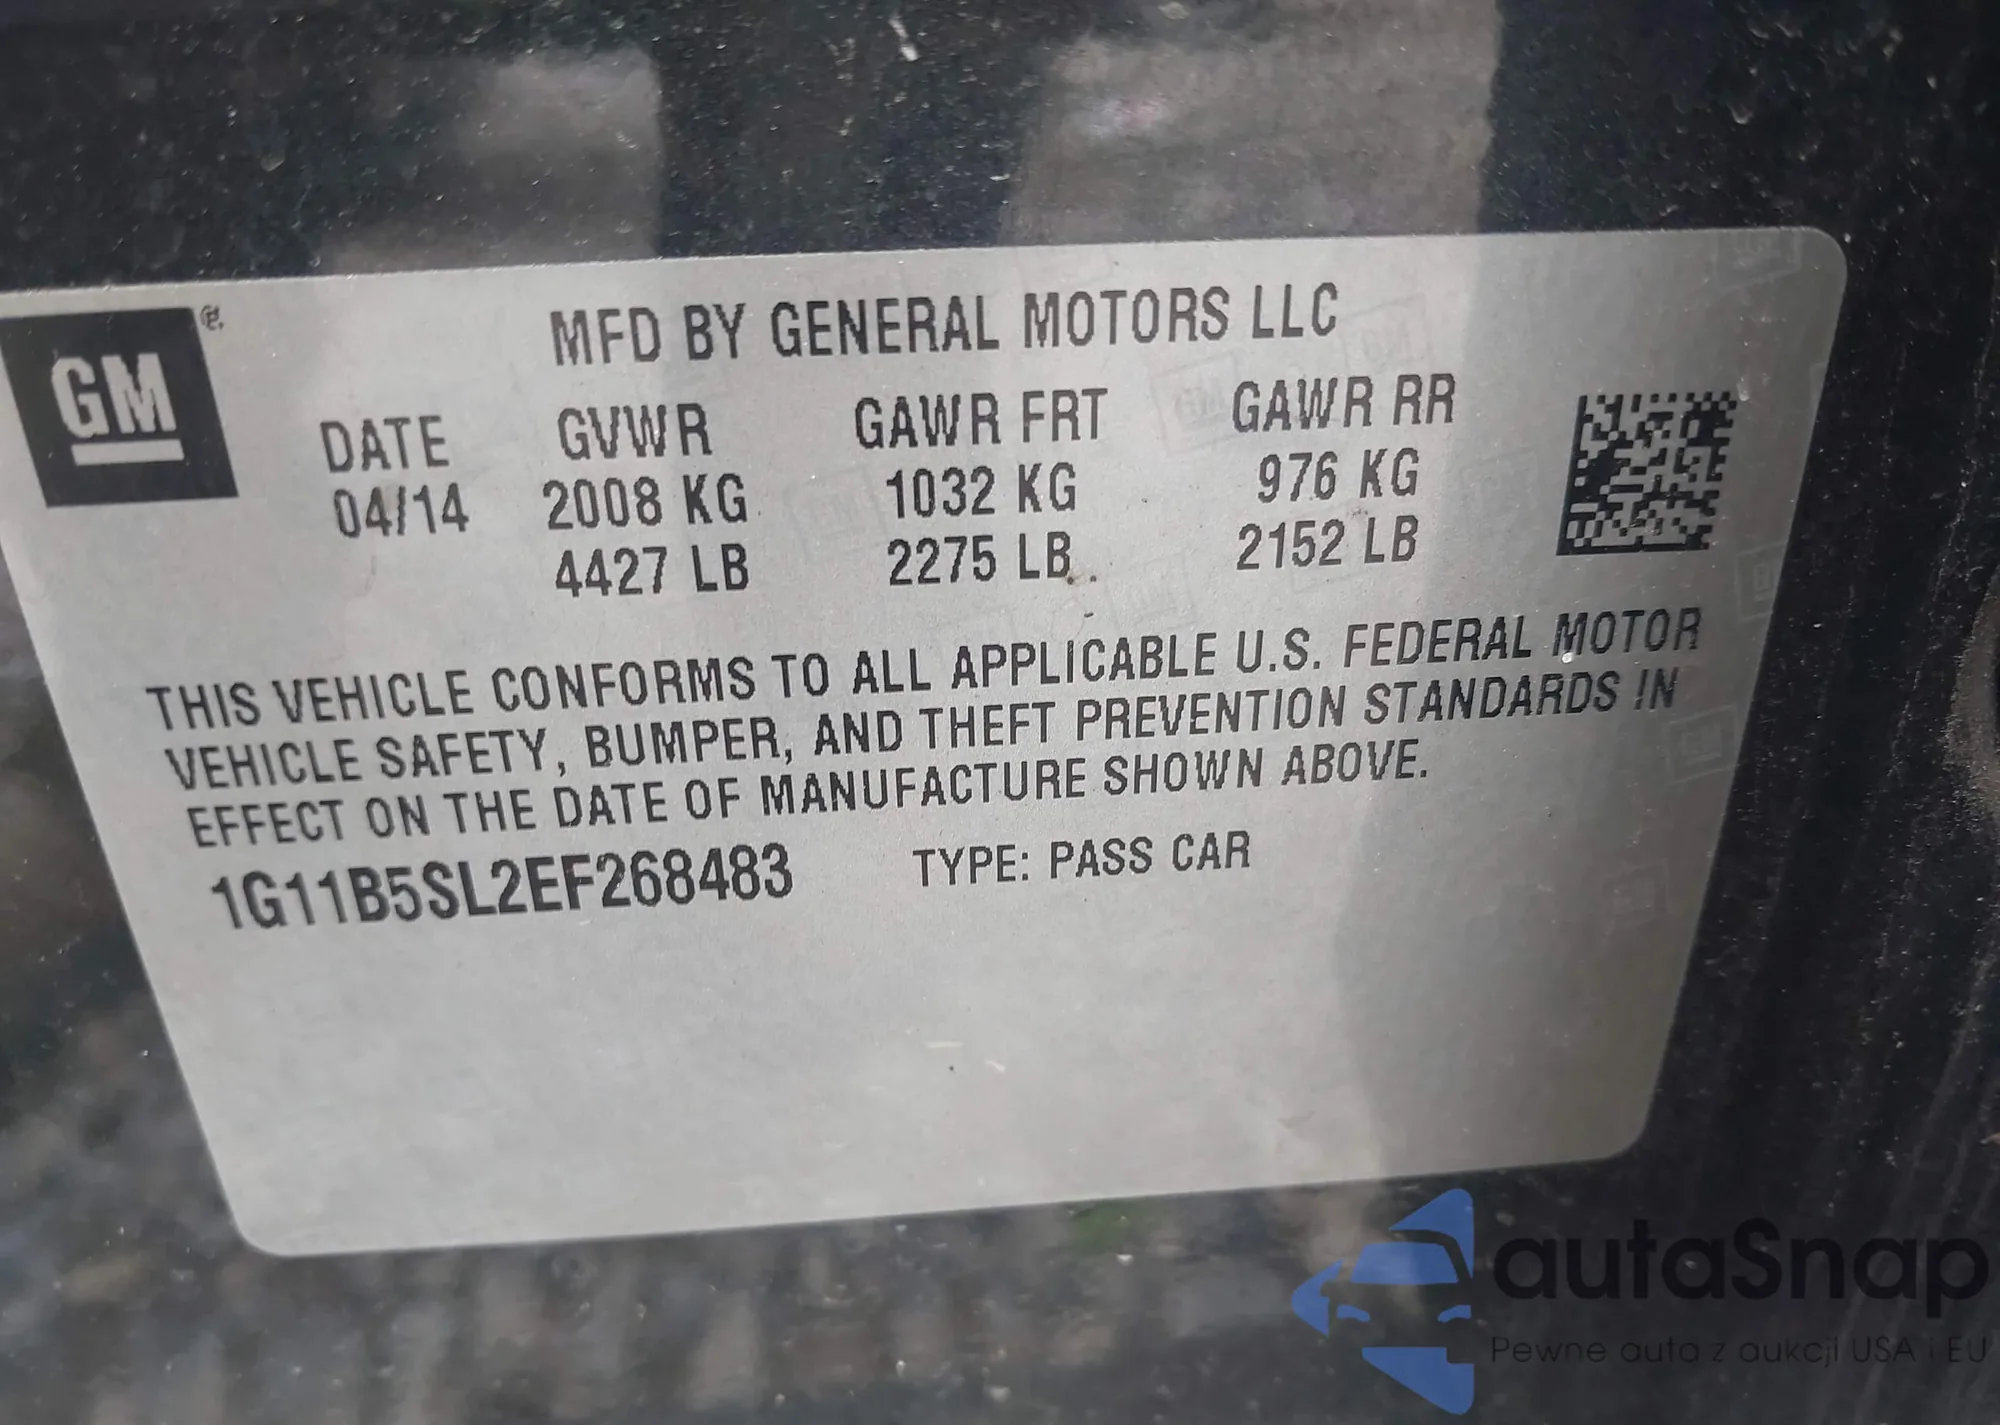 GM
MFD BY GENERAL MOTORS LLC
DATE GVWR GAWR FRT GAWR RR
04/14 2008 KG 1032 KG 976 KG
4427 LB 2275 LB 2152 LB
THIS VEHICLE CONFORMS TO ALL APPLICABLE U.S. FEDERAL MOTOR
VEHICLE SAFETY, BUMPER, AND THEFT PREVENTION STANDARDS IN
EFFECT ON THE DATE OF MANUFACTURE SHOWN ABOVE.
1G11B5SL2EF268483 TYPE: PASS CAR
autaSnap
Pewne auta z aukcji USA i EU